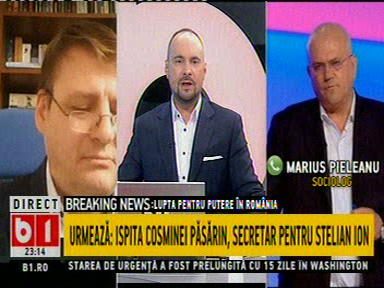 MARIUS PIELEANU
SOCIOLOG
DIRECT
BREAKING NEWS: LUPTA PENTRU PUTERE ÎN ROMÂNIA
b1
URMEAZĂ: ISPITA COSMINEI PĂSĂRIN, SECRETAR PENTRU STELIAN ION
23:14
B1.RO
STAREA DE URGENȚĂ A FOST PRELUNGITĂ CU 15 ZILE ÎN WASHINGTON